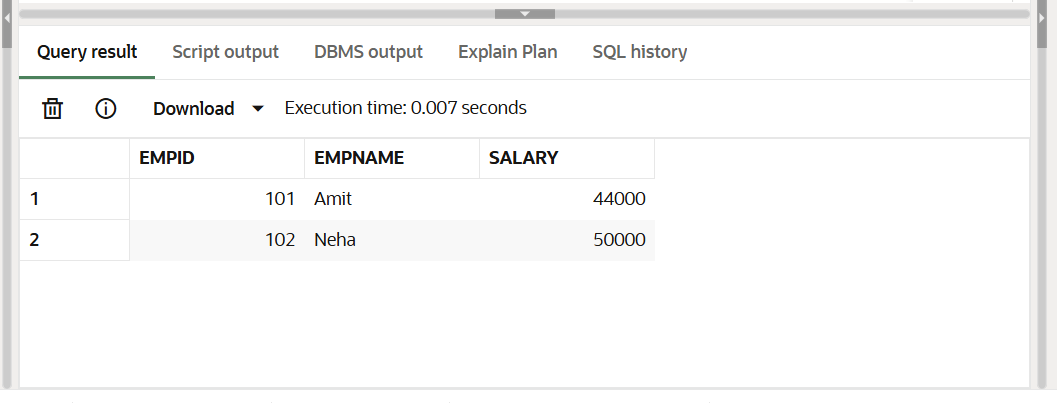 Query result Script output DBMS output Explain Plan SQL history
Download Execution time: 0.007 seconds
EMPID EMPNAME SALARY
1 101 Amit 44000
2 102 Neha 50000